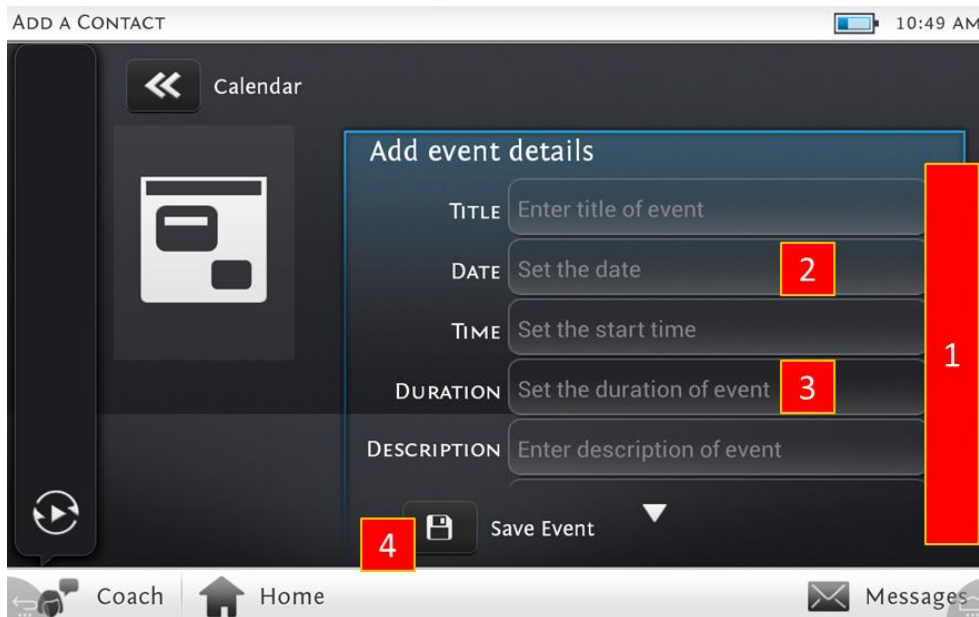 ADD A CONTACT 10:49 AM
Calendar
Add event details
TITLE Enter title of event
DATE Set the date 2
TIME Set the start time
1
DURATION Set the duration of event 3
DESCRIPTION Enter description of event
4 Save Event
Coach Home Messages